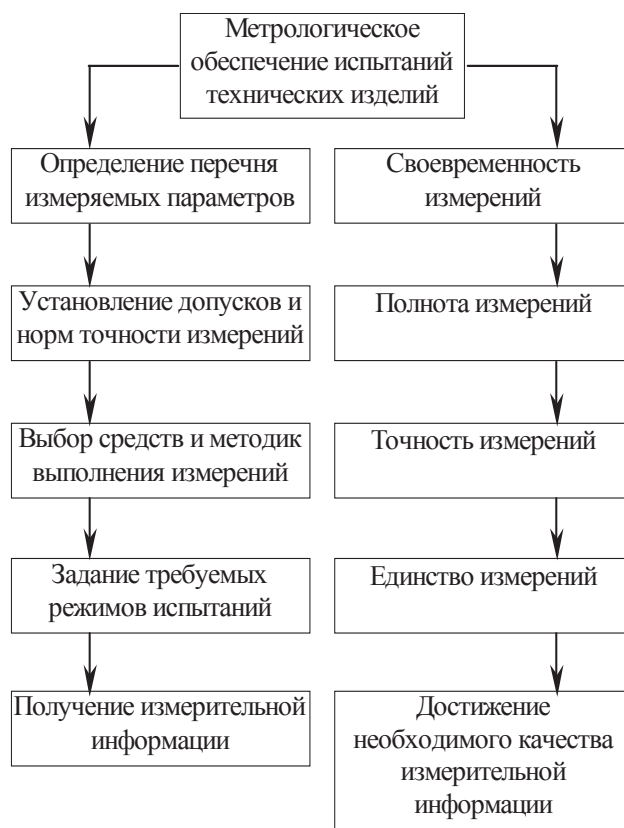 Метрологическое
обеспечение испытаний
технических изделий
Определение перечня
измеряемых параметров
Своевременность
измерений
Установление допусков и
норм точности измерений
Полнота измерений
Выбор средств и методик
выполнения измерений
Точность измерений
Задание требуемых
режимов испытаний
Единство измерений
Получение измерительной
информации
Достижение
необходимого качества
измерительной
информации